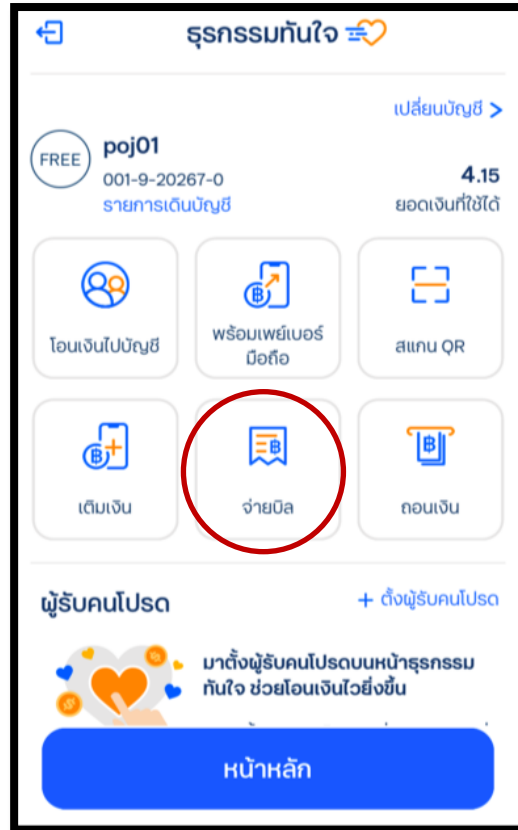 ธุรกรรมทันใจ
เปลี่ยนบัญชี >
FREE
poj01
001-9-20267-0
4.15
รายการเดินบัญชี
ยอดเงินที่ใช้ได้
โอนเงินไปบัญชี
พร้อมเพย์เบอร์
มือถือ
สแกน QR
เติมเงิน
จ่ายบิล
ถอนเงิน
ผู้รับคนโปรด
+ ตั้งผู้รับคนโปรด
มาตั้งผู้รับคนโปรดบนหน้าธุรกรรม
ทันใจ ช่วยโอนเงินไวยิ่งขึ้น
หน้าหลัก